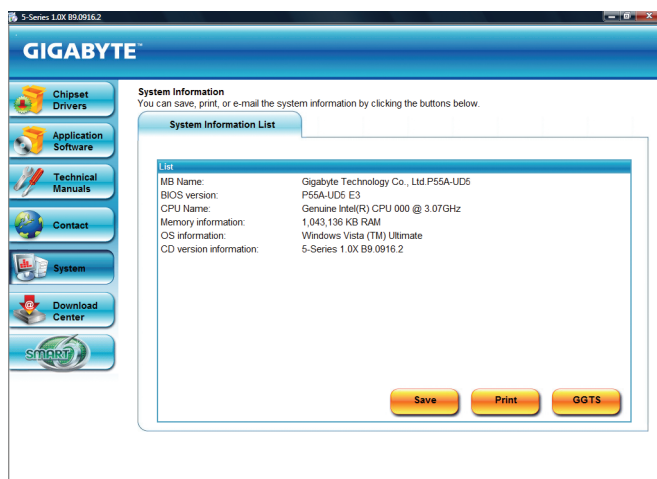 5-Series 1.0X B9.0916.2
GIGABYTE™
Chipset
Drivers
Application
Software
Technical
Manuals
Contact
System
Download
Center
SMART 6
System Information
You can save, print, or e-mail the system information by clicking the buttons below.
System Information List
List
MB Name: Gigabyte Technology Co., Ltd.P55A-UD5
BIOS version: P55A-UD5 E3
CPU Name: Genuine Intel(R) CPU 000 @ 3.07GHz
Memory information: 1,043,136 KB RAM
OS information: Windows Vista (TM) Ultimate
CD version information: 5-Series 1.0X B9.0916.2
Save Print GGTS